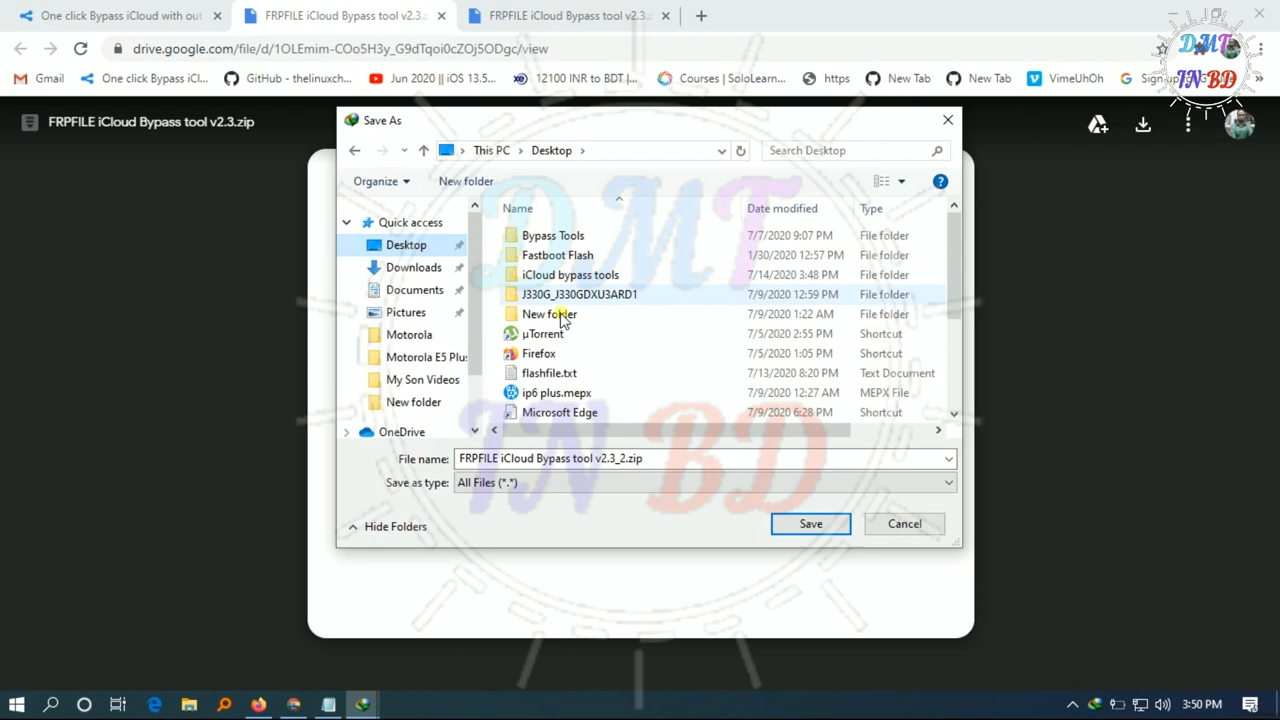 One click Bypass iCloud with out
FRPFILE iCloud Bypass tool v2.3.
FRPFILE iCloud Bypass tool v2.3.z
drive.google.com/file/d/1OLEmim-COo5H3y_G9dTqoi0cZOj5ODgc/view
Gmail
One click Bypass iCl...
GitHub - thelinuxch...
Jun 2020 || iOS 13.5...
12100 INR to BDT |...
Courses | SoloLearn...
https
New Tab
New Tab
VimeUhOh
DMT
IN BD
FRPFILE iCloud Bypass tool v2.3.zip
Save As
This PC
Desktop
Search Desktop
Organize
New folder
Name
Date modified
Type
Quick access
Desktop
Downloads
Documents
Pictures
Motorola
Motorola E5 Plu
My Son Videos
New folder
OneDrive
Bypass Tools 7/7/2020 9:07 PM File folder
Fastboot Flash 1/30/2020 12:57 PM File folder
iCloud bypass tools 7/14/2020 3:48 PM File folder
J330G_J330GDXU3ARD1 7/9/2020 12:59 PM File folder
New folder 7/9/2020 1:22 AM File folder
µTorrent 7/5/2020 2:55 PM Shortcut
Firefox 7/5/2020 1:05 PM Shortcut
flashfile.txt 7/13/2020 8:20 PM Text Document
ip6 plus.mepx 7/9/2020 12:27 AM MEPX File
Microsoft Edge 7/9/2020 6:28 PM Shortcut
DMT
IN BD
File name: FRPFILE iCloud Bypass tool v2.3_2.zip
Save as type: All Files (*.*)
Hide Folders
Save
Cancel
3:50 PM